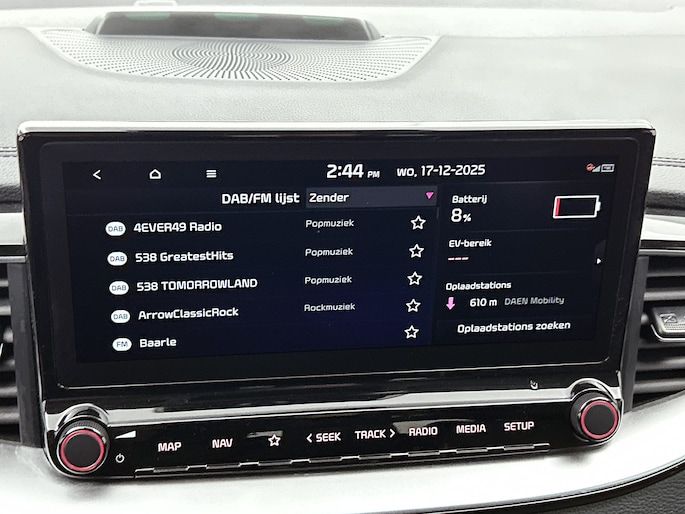 2:44 PM WO, 17-12-2025
DAB/FM lijst Zender
DAB 4EVER49 Radio Popmuziek
DAB 538 GreatestHits Popmuziek
DAB 538 TOMORROWLAND Popmuziek
DAB ArrowClassicRock Rockmuziek
FM Baarle
Batterij
8%
EV-bereik
---
Oplaadstations
610 m DAEN Mobility
Oplaadstations zoeken
MAP NAV < SEEK TRACK > RADIO MEDIA SETUP